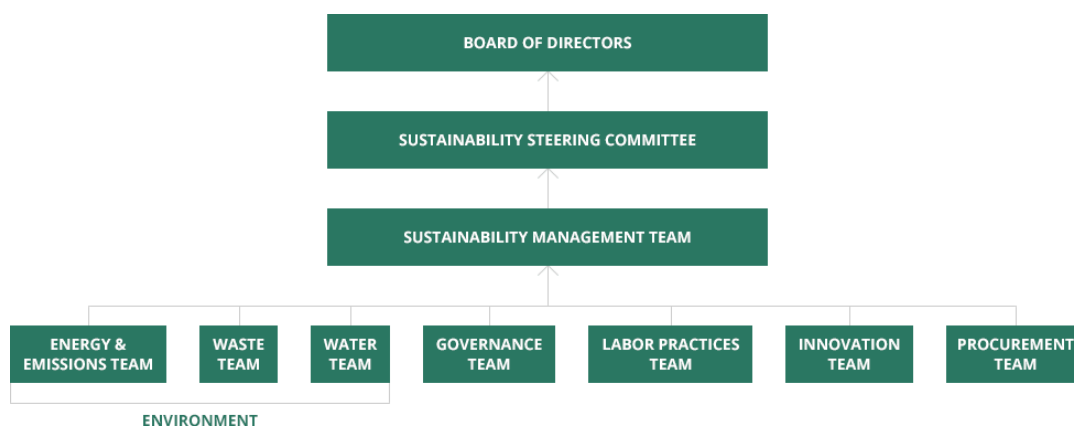 BOARD OF DIRECTORS
SUSTAINABILITY STEERING COMMITTEE
SUSTAINABILITY MANAGEMENT TEAM
ENERGY &
EMISSIONS TEAM
WASTE
TEAM
WATER
TEAM
GOVERNANCE
TEAM
LABOR PRACTICES
TEAM
INNOVATION
TEAM
PROCUREMENT
TEAM
ENVIRONMENT